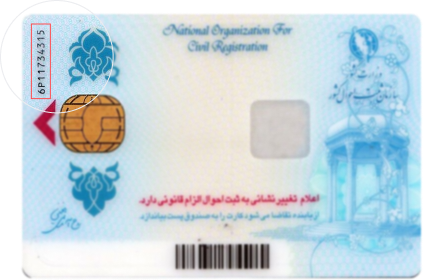 National Organization For
Civil Registration
6P11734315
وزارت کشور
سازمان ثبت احوال کشور
اعلام تغییر نشانی به ثبت احوال الزام قانونی دارد.
از یابنده تقاضا می شود کارت را به صندوق پست بیاندازد.